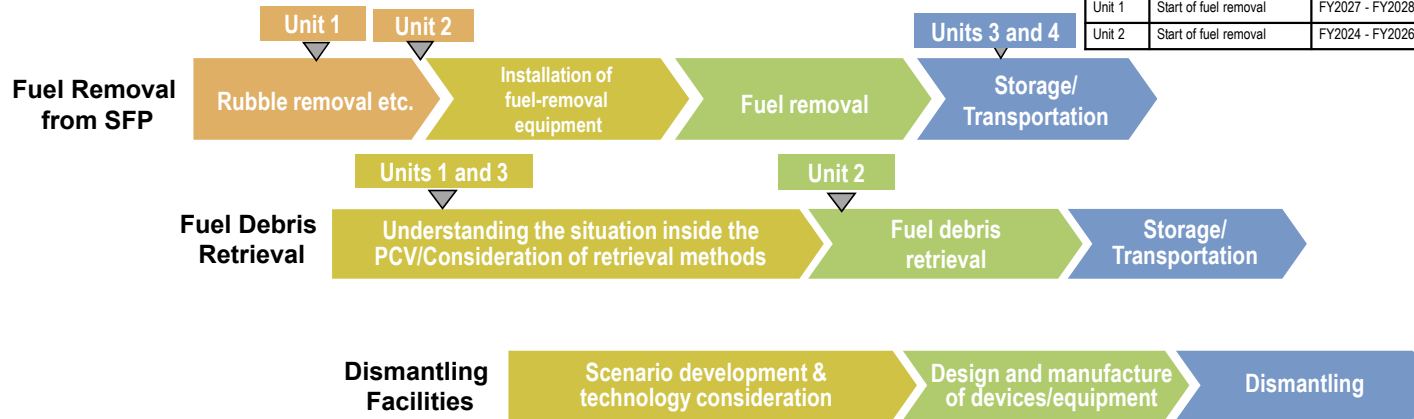 Unit 1 Start of fuel removal FY2027 - FY2028
Unit 2 Start of fuel removal FY2024 - FY2026
Unit 1
Unit 2
Units 3 and 4
Fuel Removal
from SFP
Rubble removal etc.
Installation of
fuel-removal
equipment
Fuel removal
Storage/
Transportation
Units 1 and 3
Unit 2
Fuel Debris
Retrieval
Understanding the situation inside the
PCV/Consideration of retrieval methods
Fuel debris
retrieval
Storage/
Transportation
Dismantling
Facilities
Scenario development &
technology consideration
Design and manufacture
of devices/equipment
Dismantling